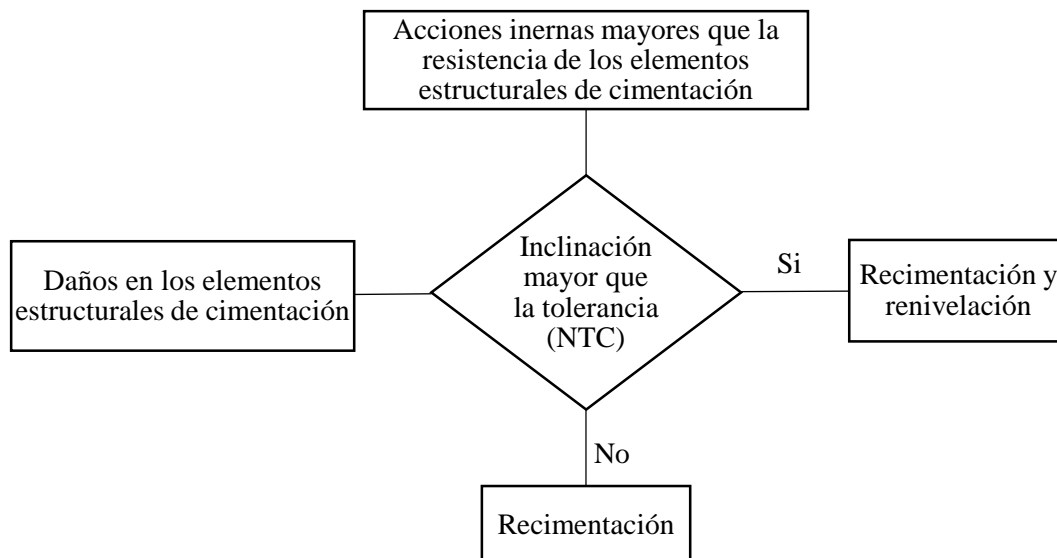 Acciones inernas mayores que la
resistencia de los elementos
estructurales de cimentación
Inclinación
mayor que
la tolerancia
(NTC)
Daños en los elementos
estructurales de cimentación
Si
Recimentación y
renivelación
No
Recimentación